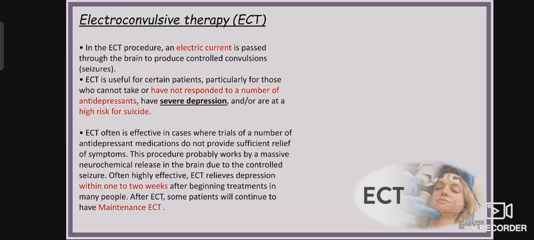 Electroconvulsive therapy (ECT)
• In the ECT procedure, an electric current is passed
through the brain to produce controlled convulsions
(seizures).
• ECT is useful for certain patients, particularly for those
who cannot take or have not responded to a number of
antidepressants, have severe depression, and/or are at a
high risk for suicide.
• ECT often is effective in cases where trials of a number of
antidepressant medications do not provide sufficient relief
of symptoms. This procedure probably works by a massive
neurochemical release in the brain due to the controlled
seizure. Often highly effective, ECT relieves depression
within one to two weeks after beginning treatments in
many people. After ECT, some patients will continue to
have Maintenance ECT .
ECT
V.RECORDER